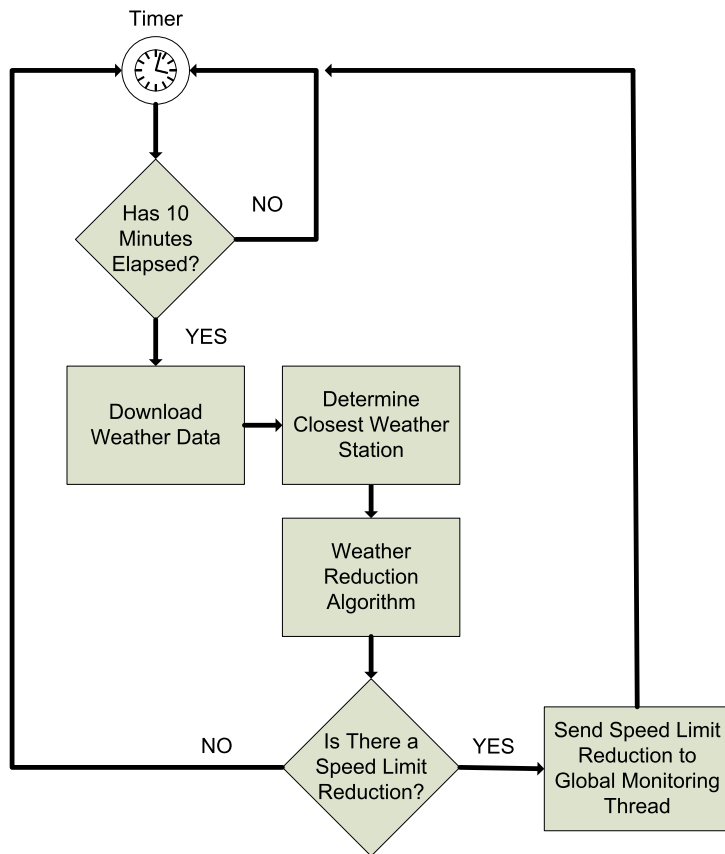 Timer
Has 10
Minutes
Elapsed?
NO
YES
Download
Weather Data
Determine
Closest Weather
Station
Weather
Reduction
Algorithm
Is There a
Speed Limit
Reduction?
NO
YES
Send Speed Limit
Reduction to
Global Monitoring
Thread